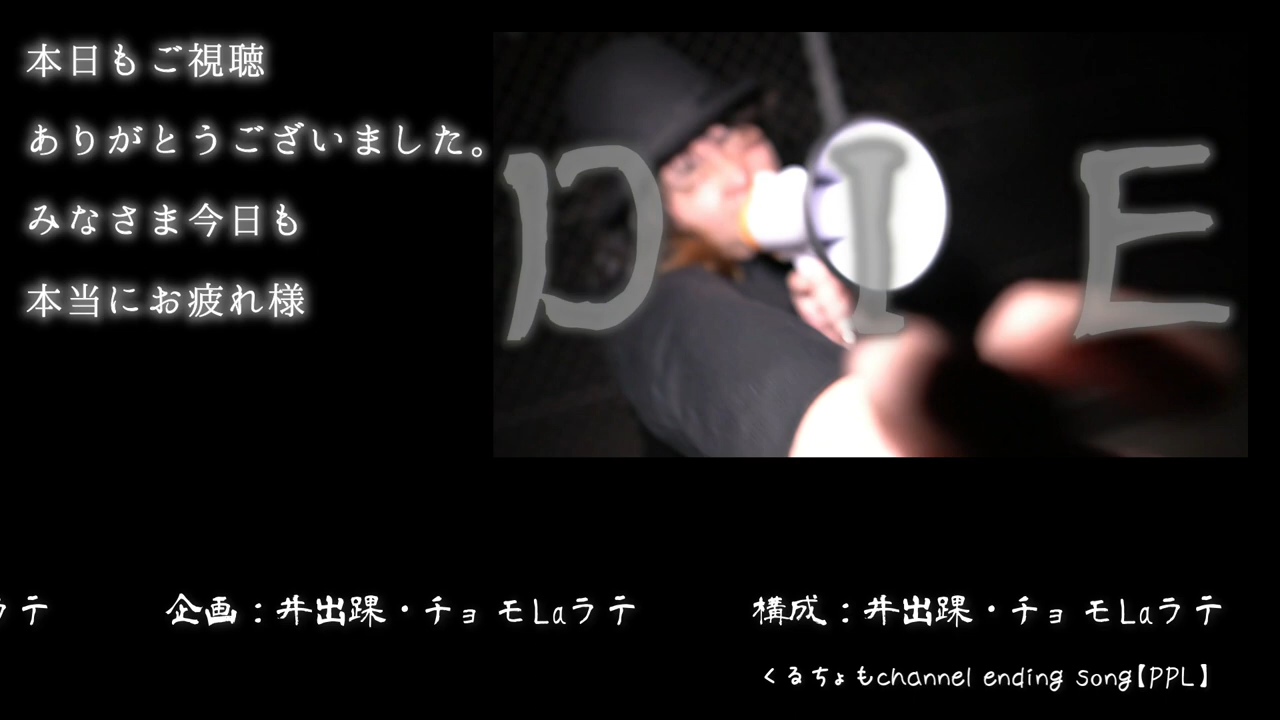 本日もご視聴
ありがとうございました。
みなさま今日も
本当にお疲れ様
D I E
ラテ 企画：井出踝・チョモLaラテ 構成：井出踝・チョモLaラテ
くるちょもchannel ending song【PPL】